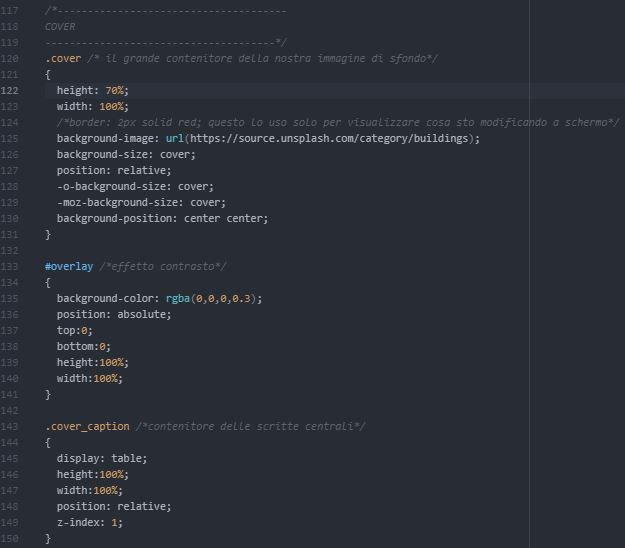 117 /*--------------------------------------
118 COVER
119 --------------------------------------*/
120 .cover /* il grande contenitore della nostra immagine di sfondo*/
121 {
122 height: 70%;
123 width: 100%;
124 /*border: 2px solid red; questo lo uso solo per visualizzare cosa sto modificando a schermo*/
125 background-image: url(https://source.unsplash.com/category/buildings);
126 background-size: cover;
127 position: relative;
128 -o-background-size: cover;
129 -moz-background-size: cover;
130 background-position: center center;
131 }
132
133 #overlay /*effetto contrasto*/
134 {
135 background-color: rgba(0,0,0,0.3);
136 position: absolute;
137 top:0;
138 bottom:0;
139 height:100%;
140 width:100%;
141 }
142
143 .cover_caption /*contenitore delle scritte centrali*/
144 {
145 display: table;
146 height:100%;
147 width:100%;
148 position: relative;
149 z-index: 1;
150 }